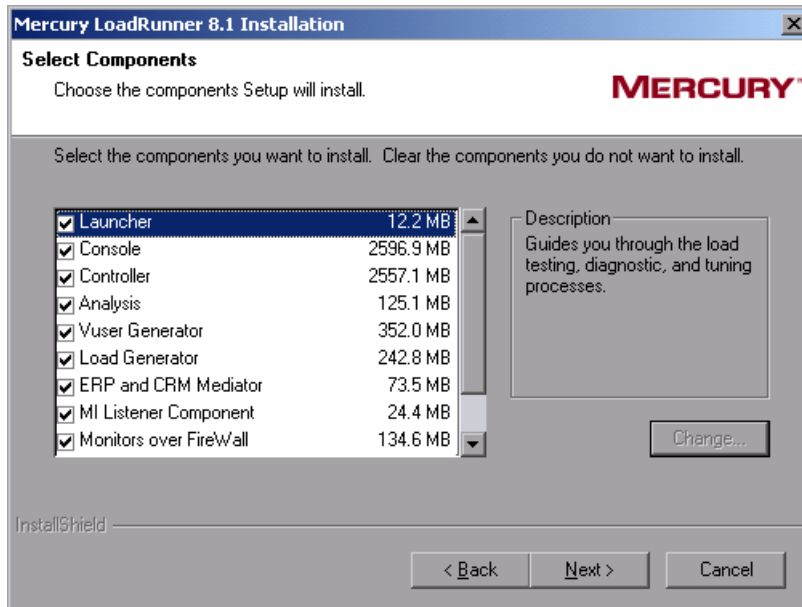 Mercury LoadRunner 8.1 Installation
Select Components
Choose the components Setup will install.
MERCURY™
Select the components you want to install. Clear the components you do not want to install.
Launcher 12.2 MB
Console 2596.9 MB
Controller 2557.1 MB
Analysis 125.1 MB
Vuser Generator 352.0 MB
Load Generator 242.8 MB
ERP and CRM Mediator 73.5 MB
MI Listener Component 24.4 MB
Monitors over FireWall 134.6 MB
Description
Guides you through the load
testing, diagnostic, and tuning
processes.
Change...
InstallShield
< Back Next > Cancel